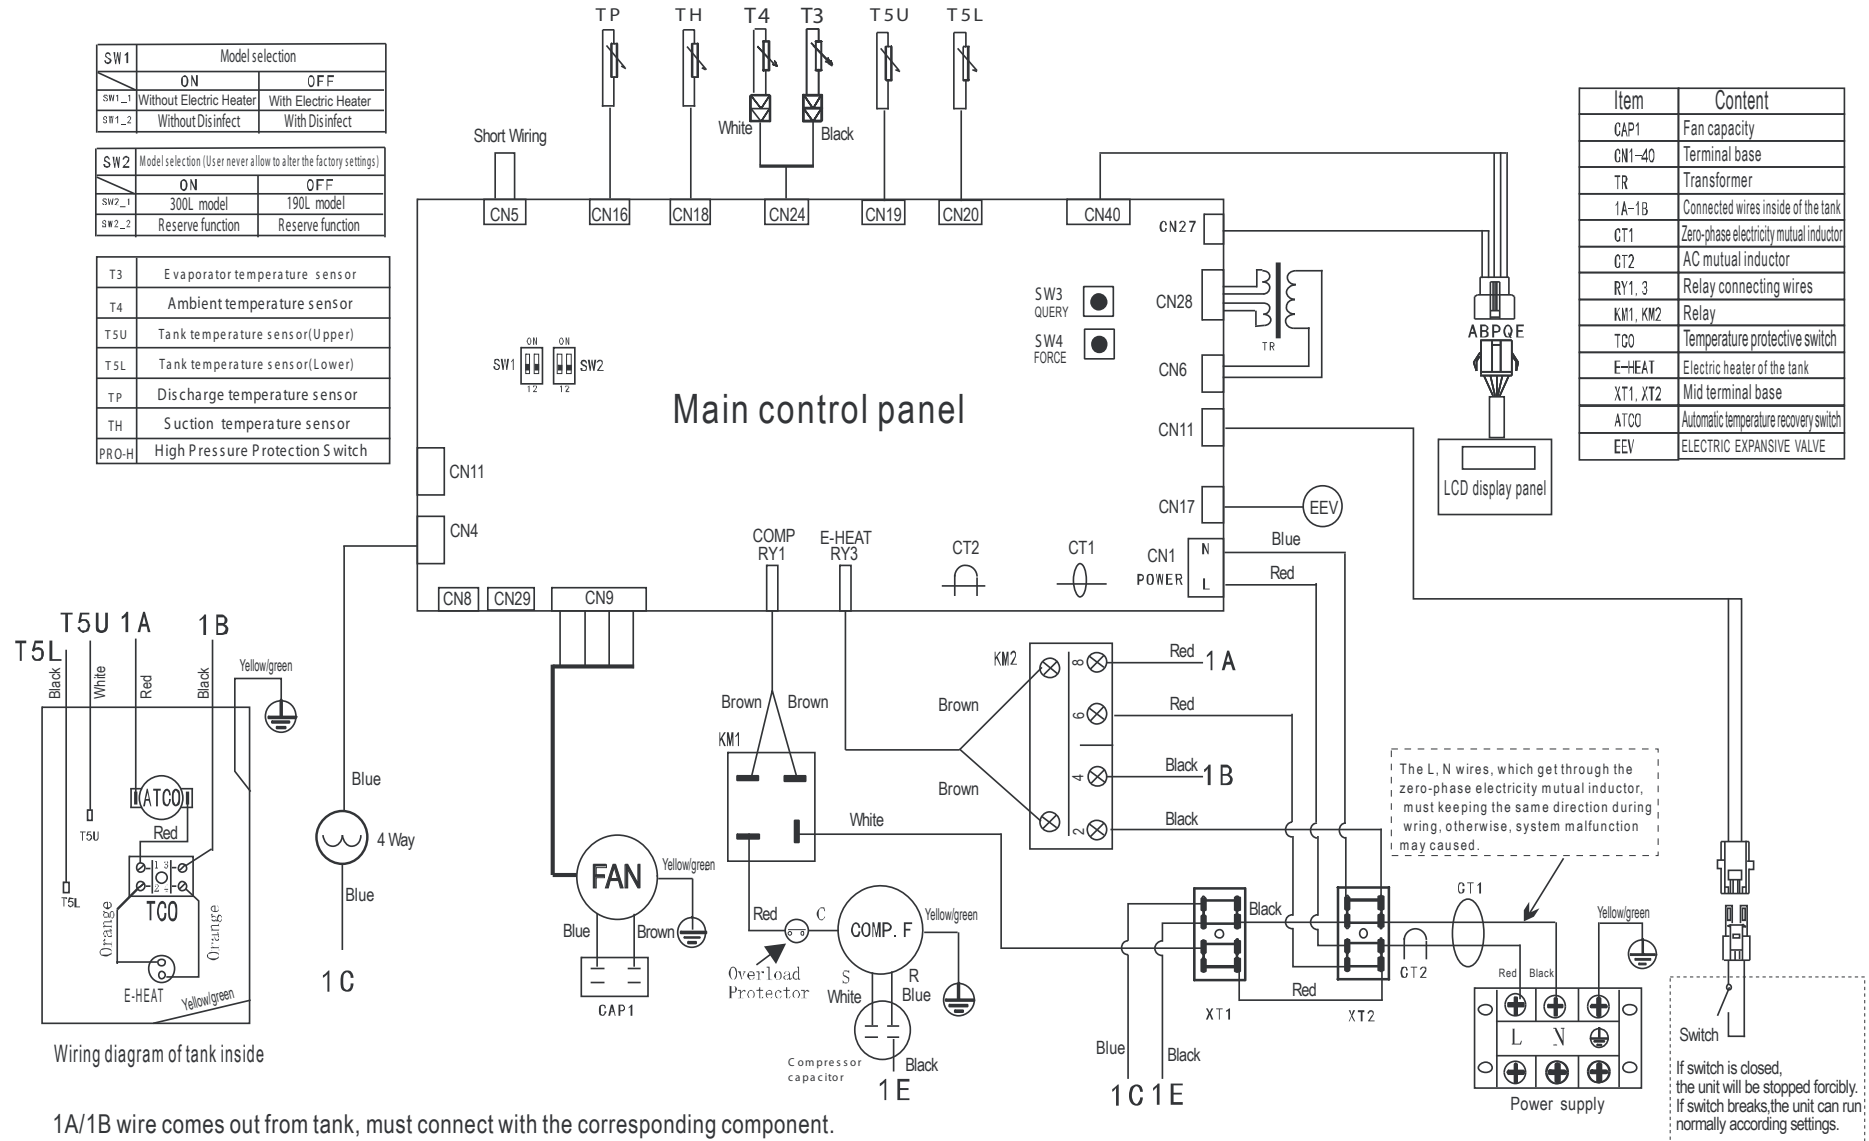 TP TH T4 T3 T5U T5L
White Black
Short Wiring
SW1 Model selection
ON OFF
SW1_1 Without Electric Heater With Electric Heater
SW1_2 Without Disinfect With Disinfect
SW2 Model selection (User never allow to alter the factory settings)
ON OFF
SW2_1 300L model 190L model
SW2_2 Reserve function Reserve function
T3 Evaporator temperature sensor
T4 Ambient temperature sensor
T5U Tank temperature sensor(Upper)
T5L Tank temperature sensor(Lower)
TP Discharge temperature sensor
TH Suction temperature sensor
PRO-H High Pressure Protection Switch
Item Content
CAP1 Fan capacity
CN1-40 Terminal base
TR Transformer
1A-1B Connected wires inside of the tank
CT1 Zero-phase electricity mutual inductor
CT2 AC mutual inductor
RY1, 3 Relay connecting wires
KM1, KM2 Relay
TCO Temperature protective switch
E-HEAT Electric heater of the tank
XT1, XT2 Mid terminal base
ATCO Automatic temperature recovery switch
EEV ELECTRIC EXPANSIVE VALVE
CN5 CN16 CN18 CN24 CN19 CN20 CN40
CN27
CN28
TR
CN6
CN11
CN17
EEV
CN1
POWER
N
L
Blue
Red
SW3
QUERY
SW4
FORCE
ON ON
SW1 SW2
12 12
Main control panel
CN11
CN4
CN8 CN29 CN9
COMP
RY1
E-HEAT
RY3
CT2 CT1
ABPQE
LCD display panel
T5L T5U 1A 1B
Black White Red Black Yellow/green
ATCO
T5U
Red
1 3
2 4
T5L
TCO
Orange Orange
E-HEAT
Yellow/green
Wiring diagram of tank inside
Blue
4 Way
Blue
1C
FAN
Yellow/green
Blue Brown
CAP1
Brown Brown
KM1
White
Red
C
Overload
Protector
COMP. F
Yellow/green
S R
White Blue
Compressor
capacitor
Black
1E
KM2
Brown
Brown
8 Red 1A
6 Red
4 Black 1B
2 Black
The L, N wires, which get through the
zero-phase electricity mutual inductor,
must keeping the same direction during
wring, otherwise, system malfunction
may caused.
Black
CT1
CT2
Red
XT1 XT2
Blue Black
1C 1E
Yellow/green
Red Black
L N
Power supply
Switch
If switch is closed,
the unit will be stopped forcibly.
If switch breaks,the unit can run
normally according settings.
1A/1B wire comes out from tank, must connect with the corresponding component.